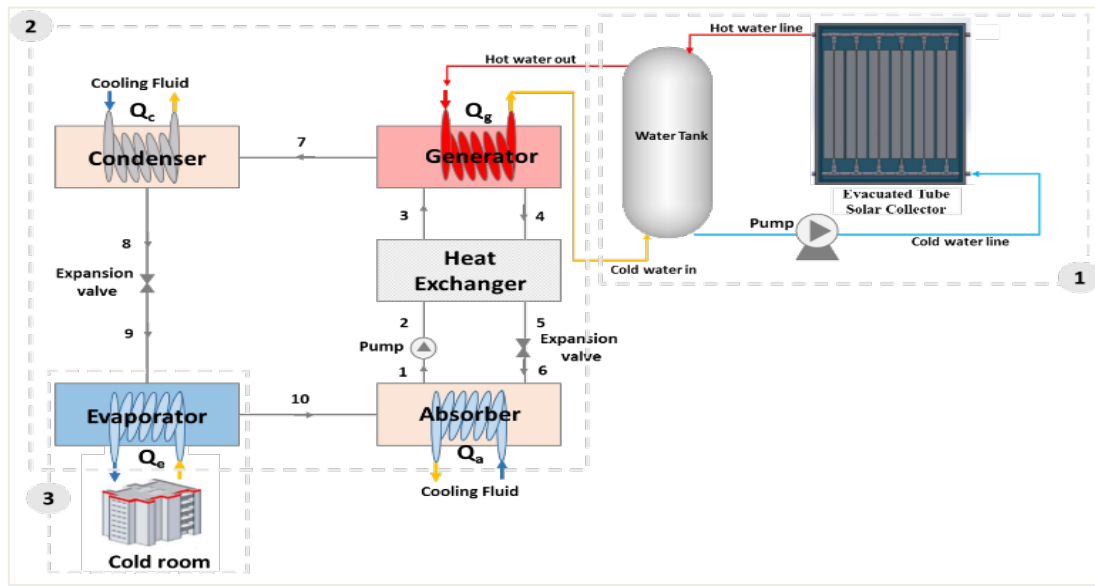 2
Hot water line
1
Hot water out
Cooling Fluid
Qc
Qg
Condenser
7
Generator
Water Tank
Evacuated Tube
Solar Collector
3
4
Pump
8
Cold water line
Heat
Exchanger
Cold water in
Expansion
valve
9
2
5
Pump
Expansion
valve
1
6
Evaporator
10
Absorber
Qe
Qa
Cooling Fluid
3
Cold room